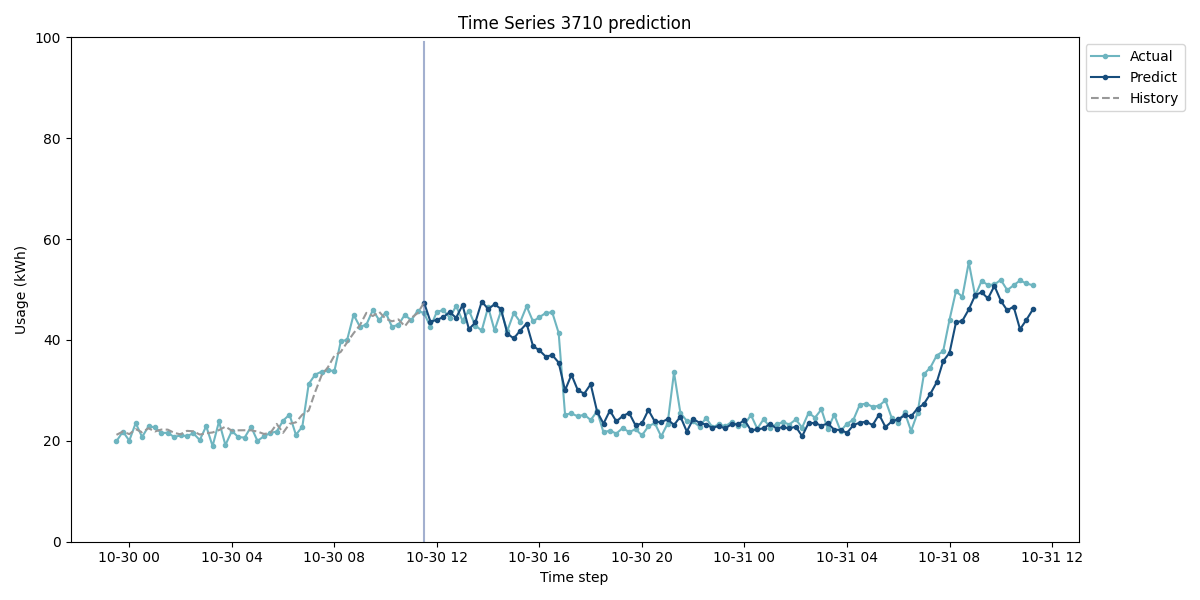 Time Series 3710 prediction
Usage (kWh)
100
80
60
40
20
0
10-30 00
10-30 04
10-30 08
10-30 12
10-30 16
10-30 20
10-31 00
10-31 04
10-31 08
10-31 12
Time step
Actual
Predict
History